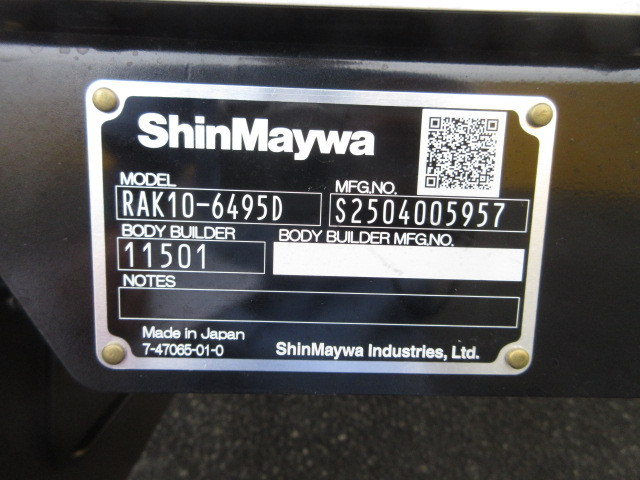 ShinMaywa
MODEL MFG.NO.
RAK10-6495D S2504005957
BODY BUILDER BODY BUILDER MFG.NO.
11501
NOTES
Made in Japan
7-47065-01-0 ShinMaywa Industries, Ltd.